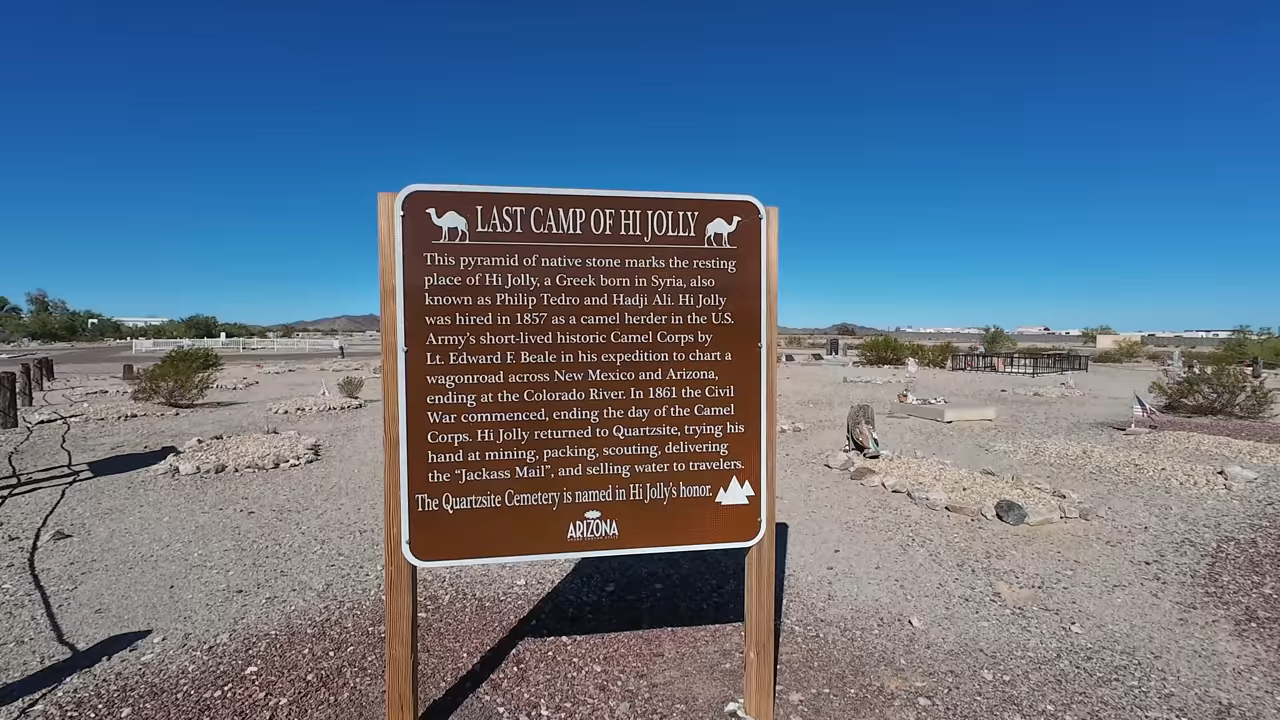 LAST CAMP OF HI JOLLY
This pyramid of native stone marks the resting
place of Hi Jolly, a Greek born in Syria, also
known as Philip Tedro and Hadji Ali. Hi Jolly
was hired in 1857 as a camel herder in the U.S.
Army's short-lived historic Camel Corps by
Lt. Edward F. Beale in his expedition to chart a
wagonroad across New Mexico and Arizona,
ending at the Colorado River. In 1861 the Civil
War commenced, ending the day of the Camel
Corps. Hi Jolly returned to Quartzsite, trying his
hand at mining, packing, scouting, delivering
the “Jackass Mail”, and selling water to travelers.
The Quartzsite Cemetery is named in Hi Jolly's honor.
ARIZONA
GRAND CANYON STATE